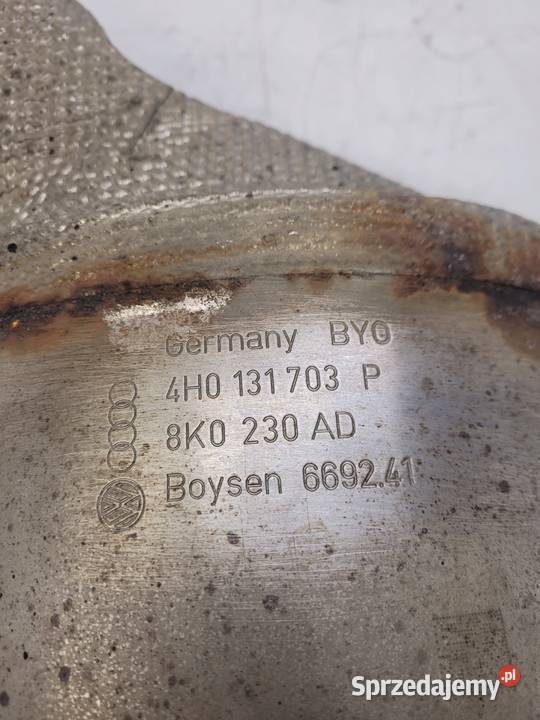 Germany BYO
4H0 131 703 P
8K0 230 AD
Boysen 6692.41
Sprzedajemy.pl